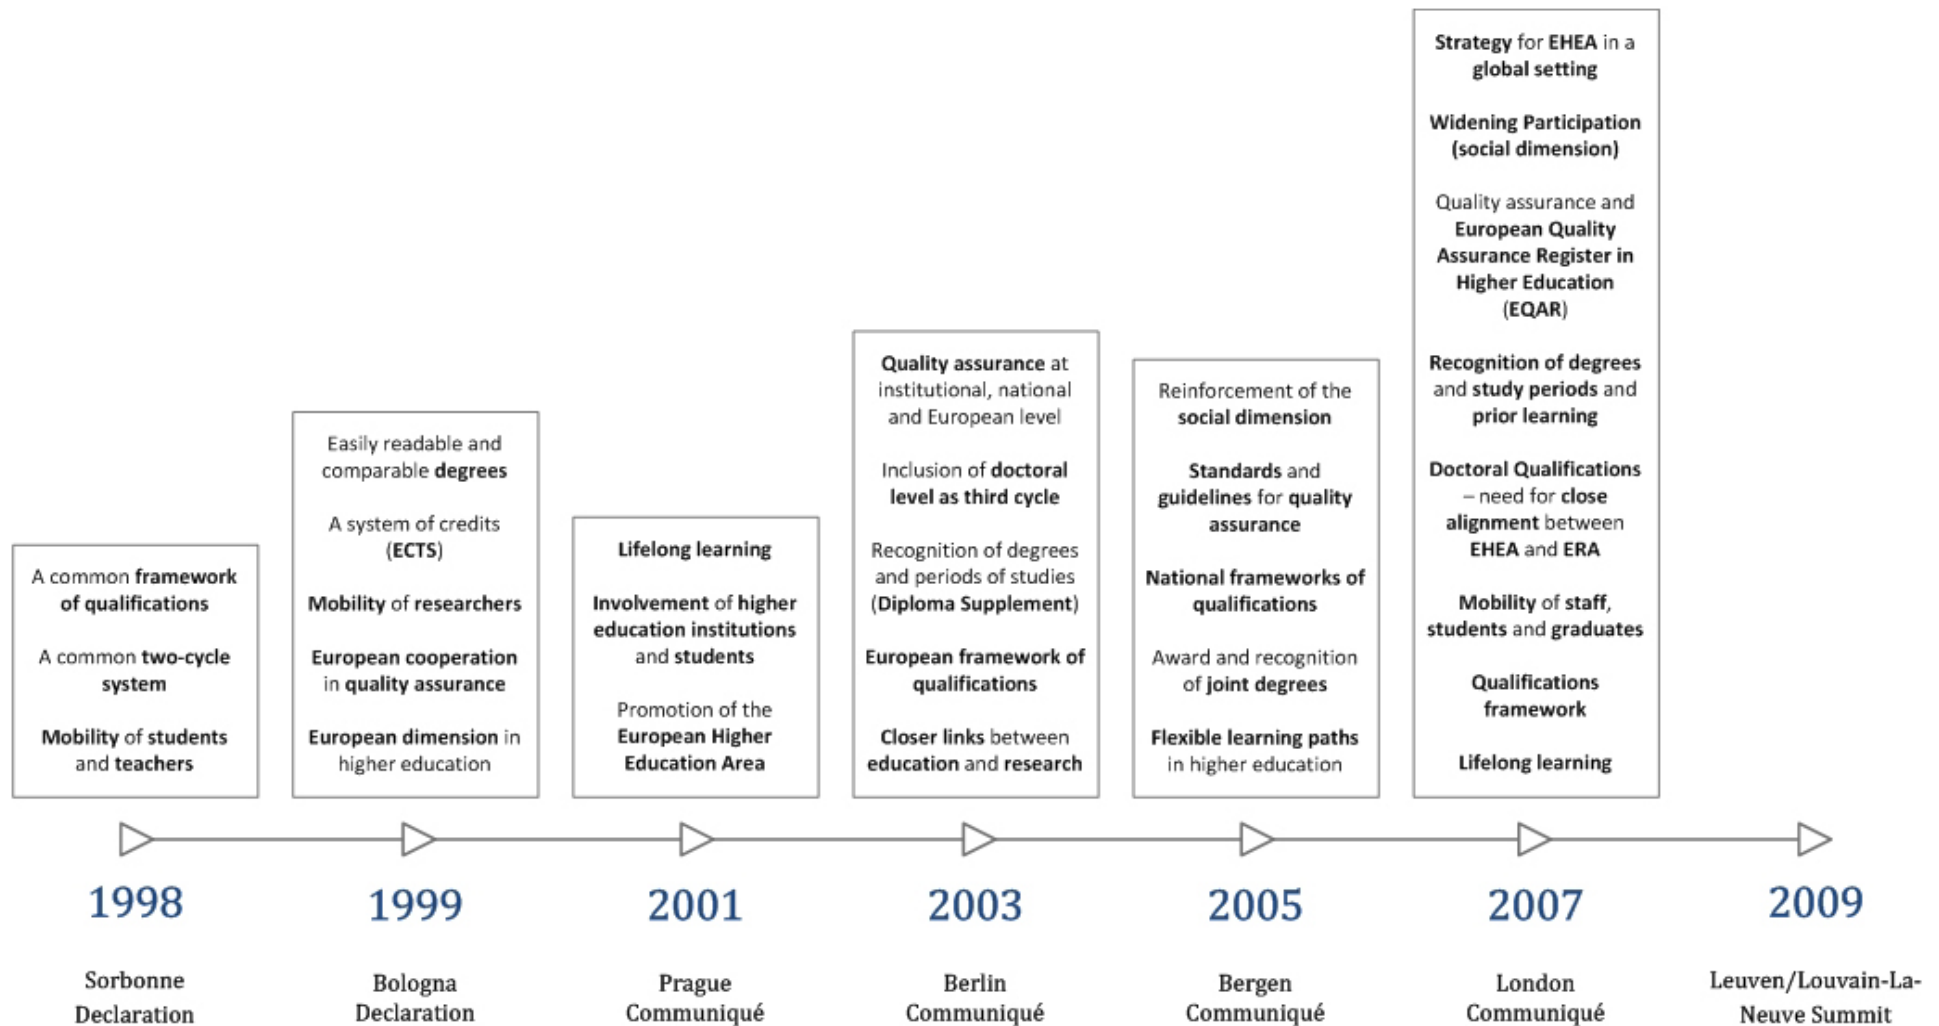 A common framework
of qualifications
A common two-cycle
system
Mobility of students
and teachers
Easily readable and
comparable degrees
A system of credits
(ECTS)
Mobility of researchers
European cooperation
in quality assurance
European dimension in
higher education
Lifelong learning
Involvement of higher
education institutions
and students
Promotion of the
European Higher
Education Area
Quality assurance at
institutional, national
and European level
Inclusion of doctoral
level as third cycle
Recognition of degrees
and periods of studies
(Diploma Supplement)
European framework of
qualifications
Closer links between
education and research
Reinforcement of the
social dimension
Standards and
guidelines for quality
assurance
National frameworks of
qualifications
Award and recognition
of joint degrees
Flexible learning paths
in higher education
Strategy for EHEA in a
global setting
Widening Participation
(social dimension)
Quality assurance and
European Quality
Assurance Register in
Higher Education
(EQAR)
Recognition of degrees
and study periods and
prior learning
Doctoral Qualifications
– need for close
alignment between
EHEA and ERA
Mobility of staff,
students and graduates
Qualifications
framework
Lifelong learning
1998
Sorbonne
Declaration
1999
Bologna
Declaration
2001
Prague
Communiqué
2003
Berlin
Communiqué
2005
Bergen
Communiqué
2007
London
Communiqué
2009
Leuven/Louvain-La-
Neuve Summit